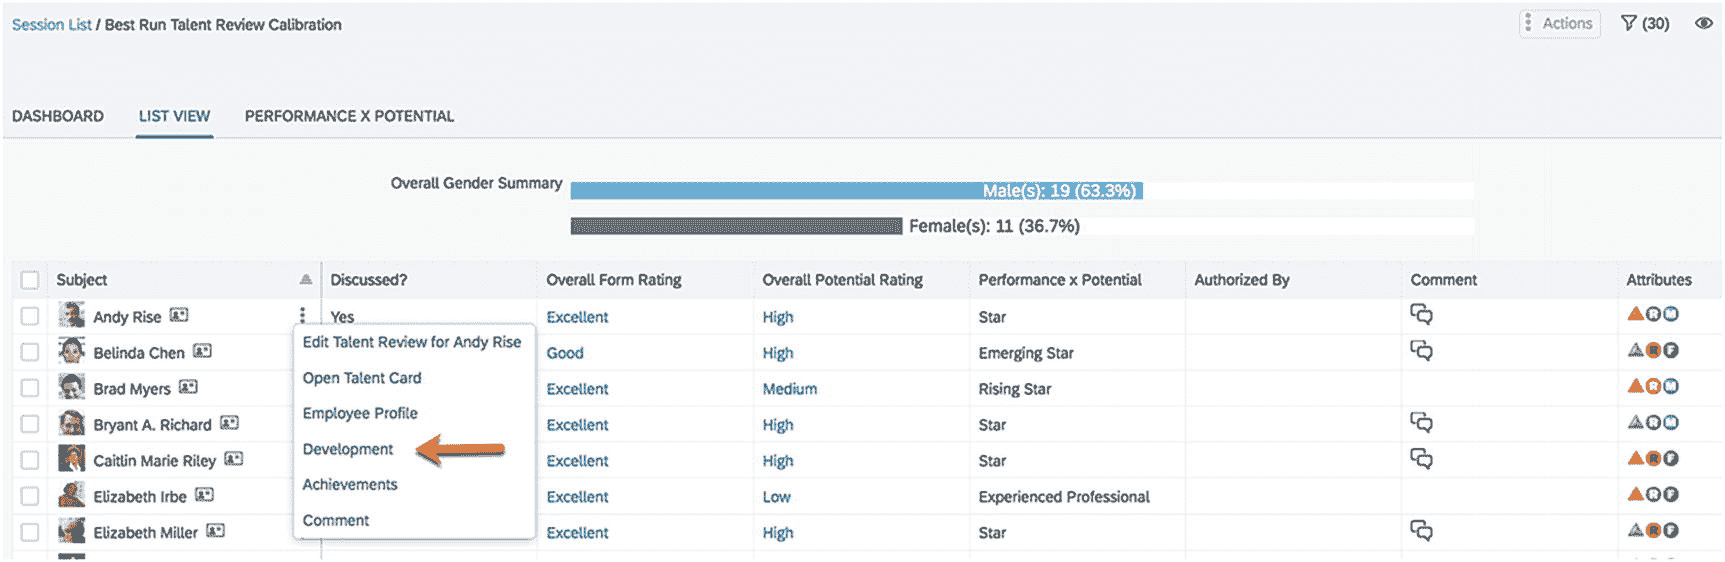 Session List / Best Run Talent Review Calibration
Actions (30)
DASHBOARD LIST VIEW PERFORMANCE X POTENTIAL
Overall Gender Summary Male(s): 19 (63.3%)
Female(s): 11 (36.7%)
Subject Discussed? Overall Form Rating Overall Potential Rating Performance x Potential Authorized By Comment Attributes
Andy Rise Yes Excellent High Star R M
Edit Talent Review for Andy Rise
Belinda Chen Good High Emerging Star R F
Open Talent Card
Brad Myers Excellent Medium Rising Star R M
Employee Profile
Bryant A. Richard Excellent High Star R M
Development
Caitlin Marie Riley Excellent High Star R F
Achievements
Elizabeth Irbe Excellent Low Experienced Professional R F
Comment
Elizabeth Miller Excellent High Star R F